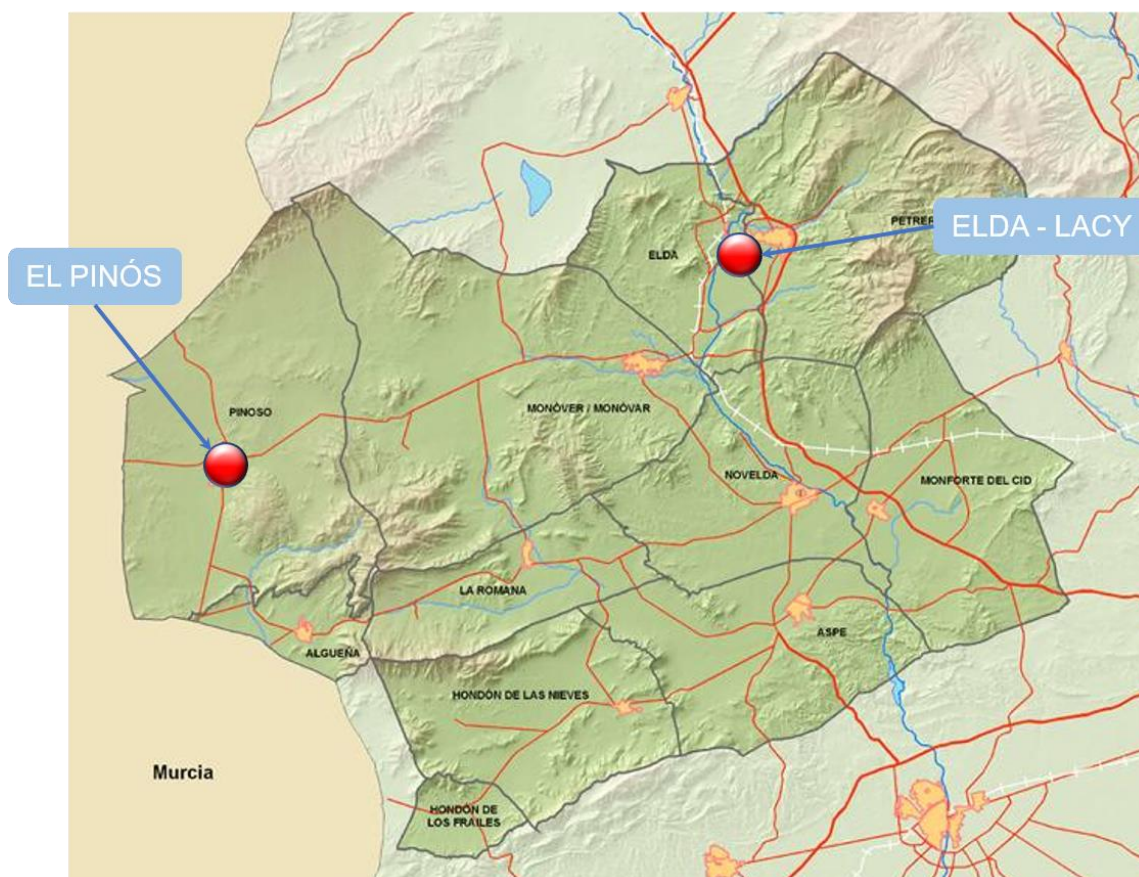 PETRER
ELDA - LACY
ELDA
EL PINÓS
PINOSO
MONÒVER / MONÓVAR
NOVELDA
MONFORTE DEL CID
LA ROMANA
ASPE
ALGUEÑA
HONDÓN DE LAS NIEVES
Murcia
HONDÓN DE
LOS FRAILES